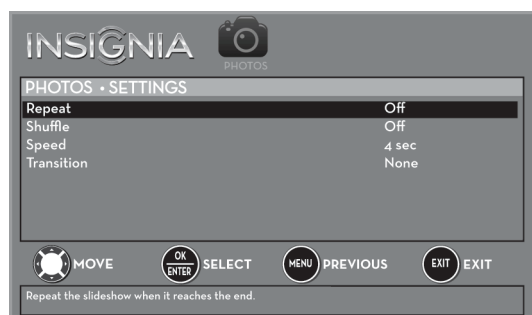 INSIGNIA
PHOTOS
PHOTOS • SETTINGS
Repeat Off
Shuffle Off
Speed 4 sec
Transition None
MOVE OK ENTER SELECT MENU PREVIOUS EXIT EXIT
Repeat the slideshow when it reaches the end.